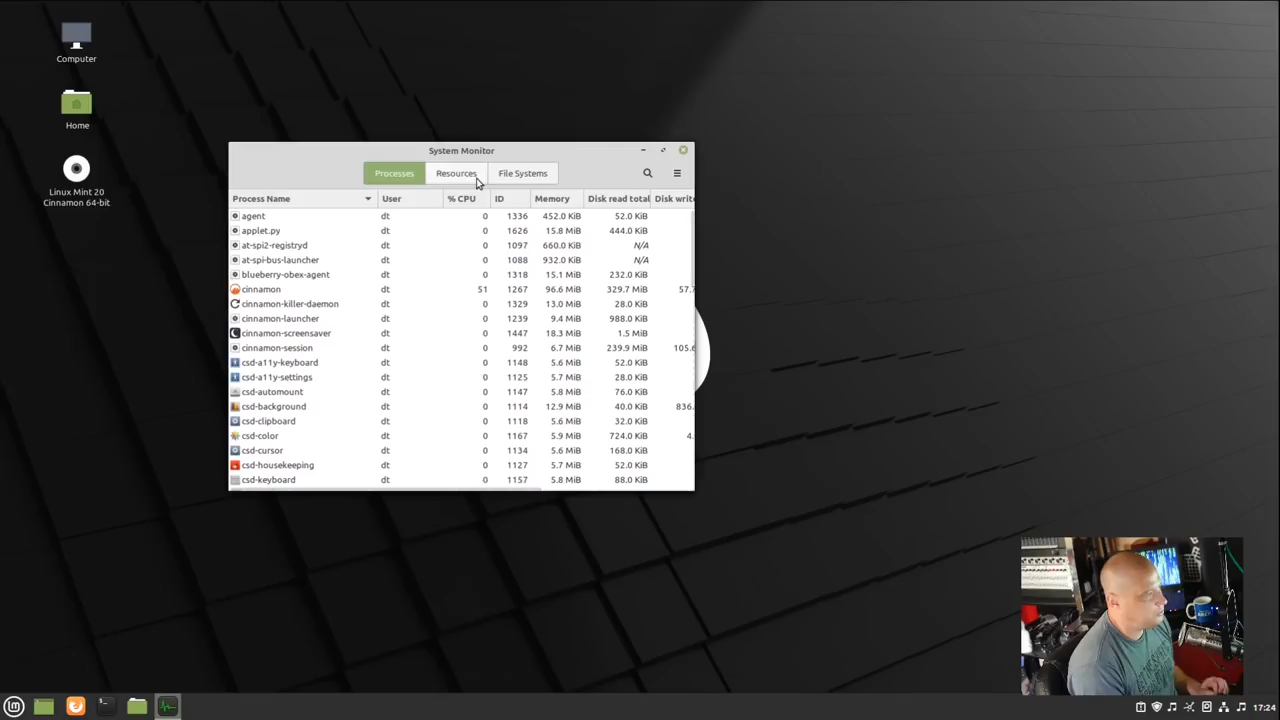 Computer
Home
Linux Mint 20
Cinnamon 64-bit
System Monitor
Processes Resources File Systems
Process Name User % CPU ID Memory Disk read total Disk write
agent dt 0 1336 452.0 KiB 52.0 KiB
applet.py dt 0 1626 15.8 MiB 444.0 KiB
at-spi2-registryd dt 0 1097 660.0 KiB N/A
at-spi-bus-launcher dt 0 1088 932.0 KiB N/A
blueberry-obex-agent dt 0 1318 15.1 MiB 232.0 KiB
cinnamon dt 51 1267 96.6 MiB 329.7 MiB 57.7
cinnamon-killer-daemon dt 0 1329 13.0 MiB 28.0 KiB
cinnamon-launcher dt 0 1239 9.4 MiB 988.0 KiB
cinnamon-screensaver dt 0 1447 18.3 MiB 1.5 MiB
cinnamon-session dt 0 992 6.7 MiB 239.9 MiB 105.6
csd-a11y-keyboard dt 0 1148 5.6 MiB 52.0 KiB
csd-a11y-settings dt 0 1125 5.7 MiB 28.0 KiB
csd-automount dt 0 1147 5.8 MiB 76.0 KiB
csd-background dt 0 1114 12.9 MiB 40.0 KiB 836.
csd-clipboard dt 0 1118 5.6 MiB 32.0 KiB
csd-color dt 0 1167 5.9 MiB 724.0 KiB 4.
csd-cursor dt 0 1134 5.6 MiB 168.0 KiB
csd-housekeeping dt 0 1127 5.7 MiB 52.0 KiB
csd-keyboard dt 0 1157 5.8 MiB 88.0 KiB
17:24